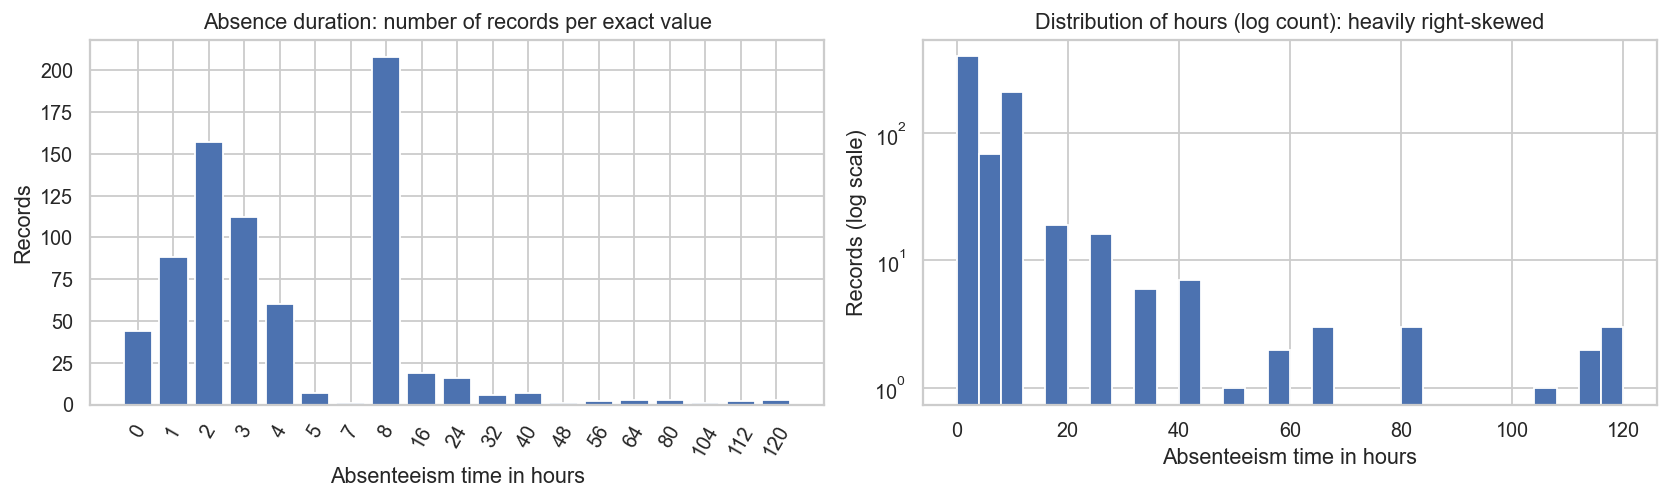 Absence duration: number of records per exact value
Records
200
175
150
125
100
75
50
25
0
0 1 2 3 4 5 7 8 16 24 32 40 48 56 64 80 104 112 120
Absenteeism time in hours
Distribution of hours (log count): heavily right-skewed
Records (log scale)
10²
10¹
10⁰
0 20 40 60 80 100 120
Absenteeism time in hours